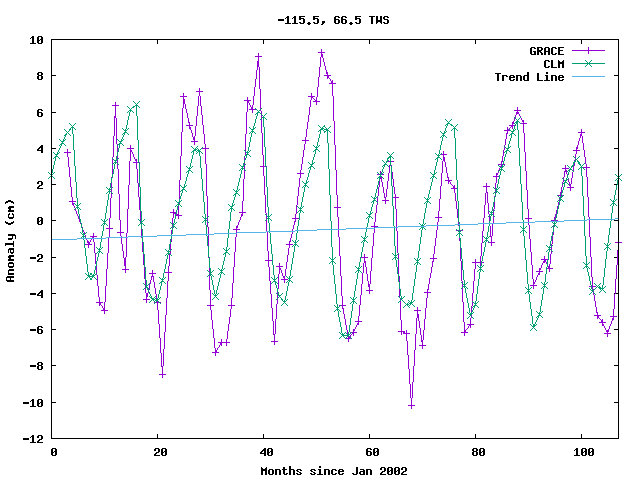 -115.5, 66.5 TWS
GRACE
CLM
Trend Line
10
8
6
4
2
0
-2
-4
-6
-8
-10
-12
Anomaly (cm)
0 20 40 60 80 100
Months since Jan 2002